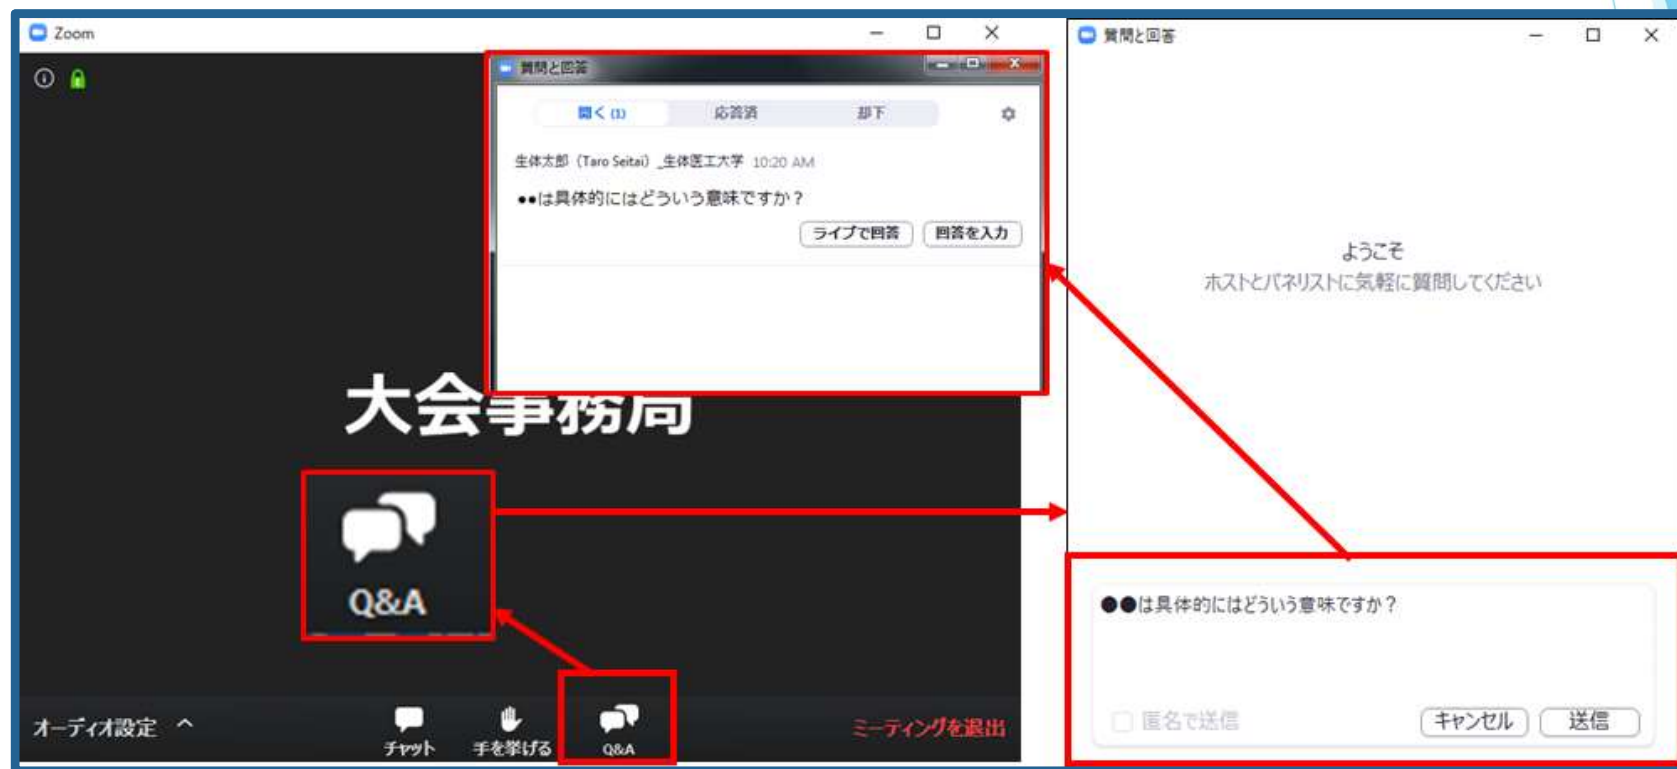 Zoom
質問と回答
開く (1)
応答済
却下
生体太郎（Taro Seitai）_生体医工大学 10:20 AM
●●は具体的にはどういう意味ですか？
ライブで回答
回答を入力
大会事務局
Q&A
オーディオ設定
チャット
手を挙げる
Q&A
ミーティングを退出
質問と回答
ようこそ
ホストとパネリストに気軽に質問してください
●●は具体的にはどういう意味ですか？
匿名で送信
キャンセル
送信